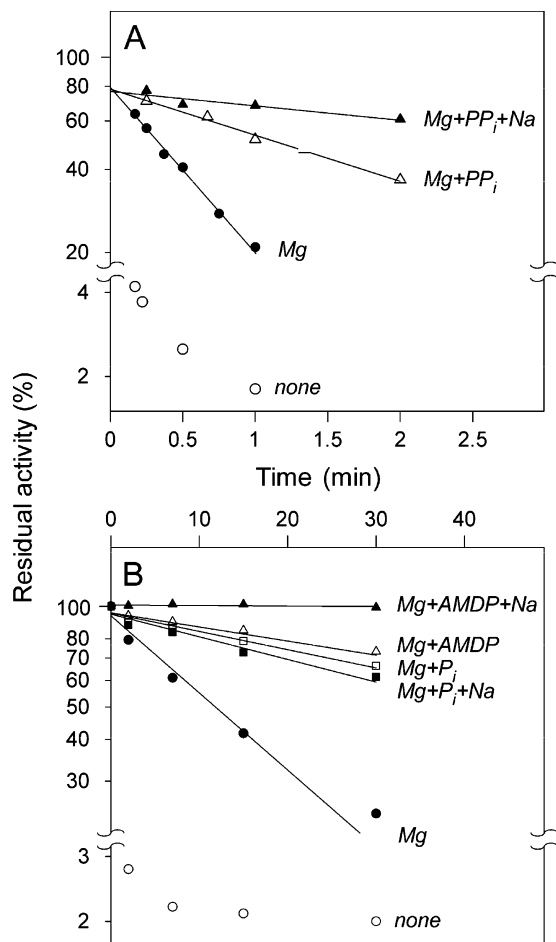 A
100
80
60
40
20
4
2
Mg+PPi+Na
Mg+PPi
Mg
none
0 0.5 1 1.5 2 2.5
Time (min)
Residual activity (%)
0 10 20 30 40
B
100
80
70
60
50
40
30
3
2
Mg+AMDP+Na
Mg+AMDP
Mg+Pi
Mg+Pi+Na
Mg
none